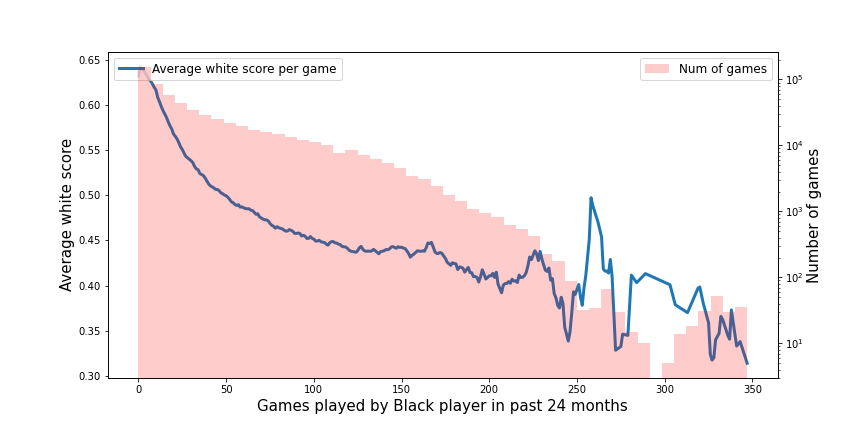 Average white score per game
Num of games
0.65
0.60
0.55
0.50
0.45
0.40
0.35
0.30
Average white score
10⁵
10⁴
10³
10²
10¹
Number of games
0 50 100 150 200 250 300 350
Games played by Black player in past 24 months